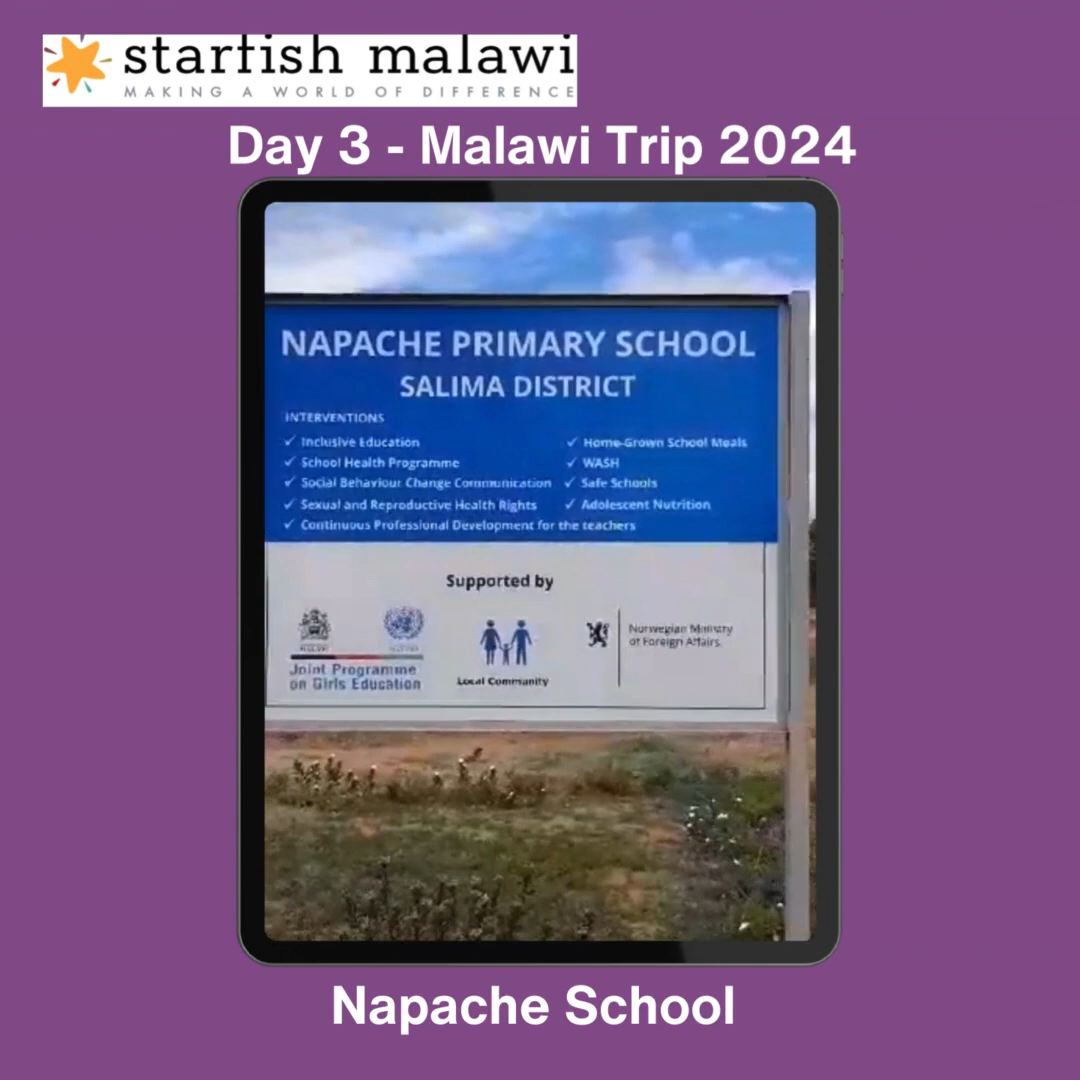 starfish malawi
MAKING A WORLD OF DIFFERENCE
Day 3 - Malawi Trip 2024
NAPACHE PRIMARY SCHOOL
SALIMA DISTRICT
INTERVENTIONS
✓ Inclusive Education
✓ School Health Programme
✓ Social Behaviour Change Communication
✓ Sexual and Reproductive Health Rights
✓ Continuous Professional Development for the teachers
✓ Home-Grown School Meals
✓ WASH
✓ Safe Schools
✓ Adolescent Nutrition
Supported by
Joint Programme
on Girls Education
Local Community
Norwegian Ministry
of Foreign Affairs
Napache School